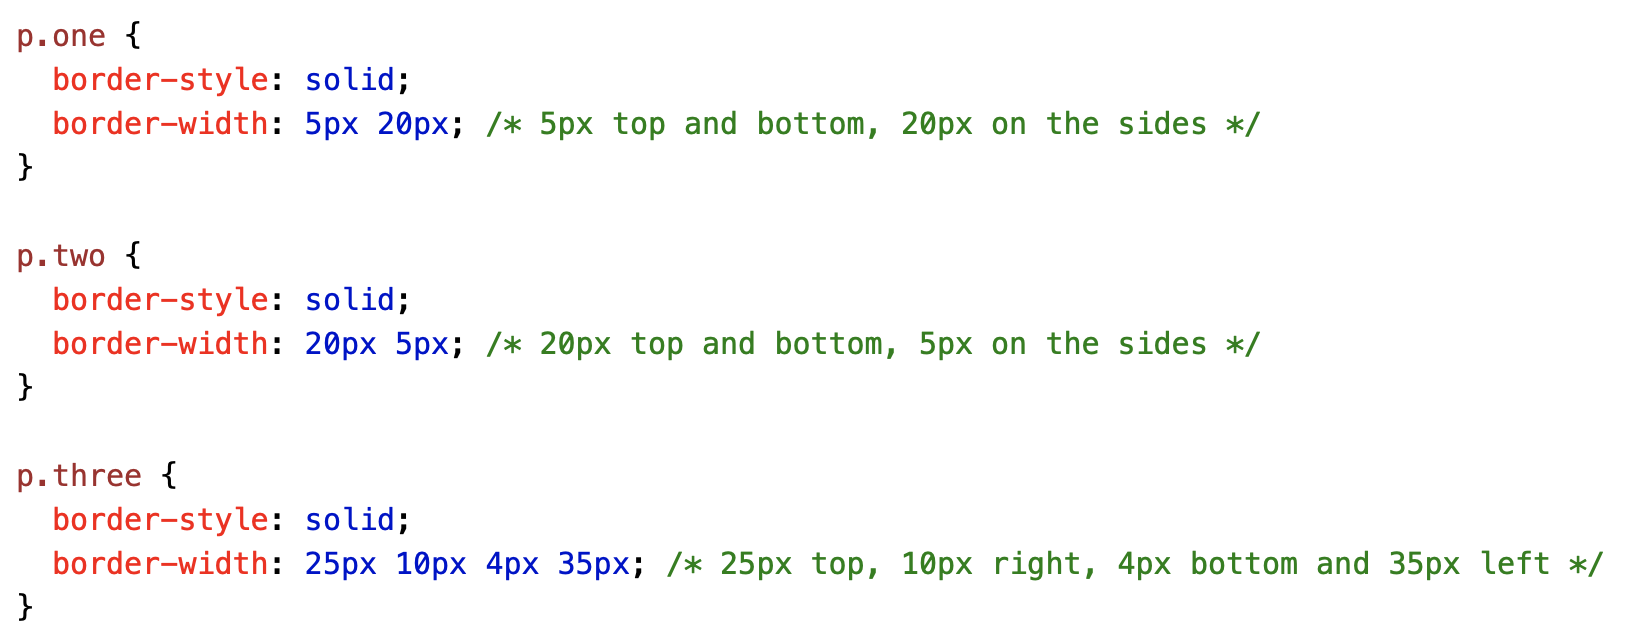 p.one {
  border-style: solid;
  border-width: 5px 20px; /* 5px top and bottom, 20px on the sides */
}

p.two {
  border-style: solid;
  border-width: 20px 5px; /* 20px top and bottom, 5px on the sides */
}

p.three {
  border-style: solid;
  border-width: 25px 10px 4px 35px; /* 25px top, 10px right, 4px bottom and 35px left */
}